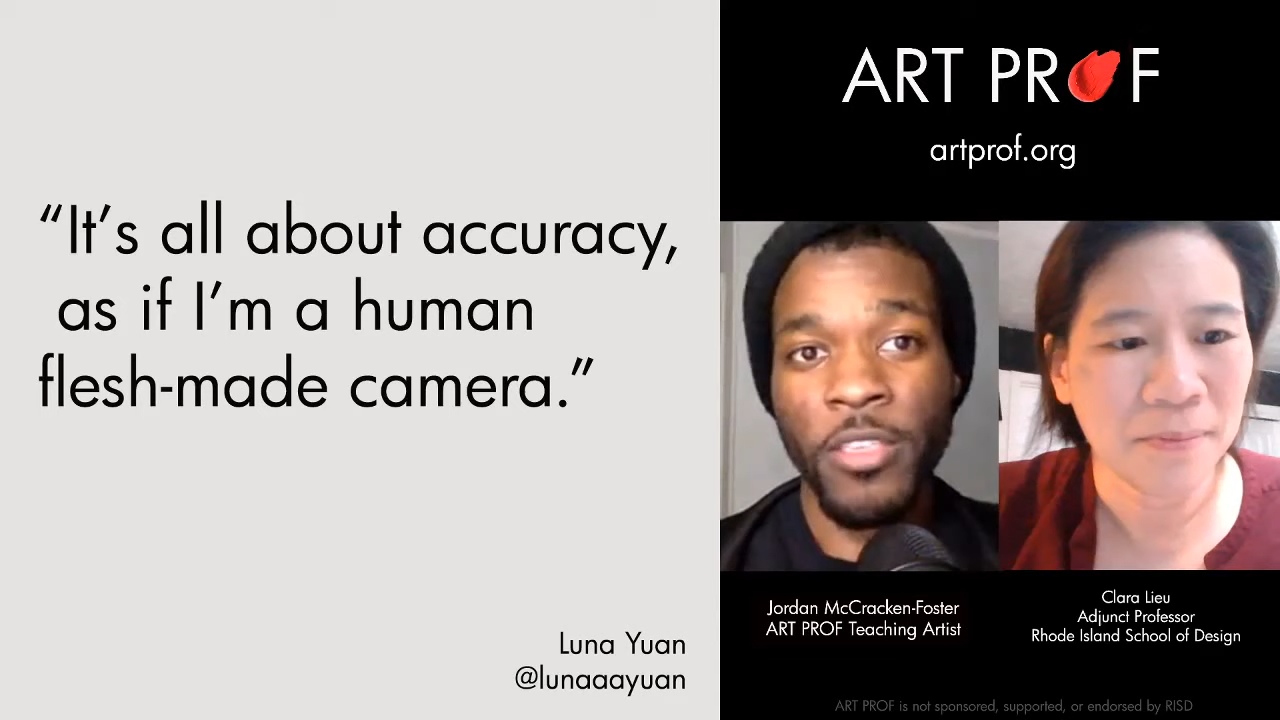 “It’s all about accuracy,
as if I’m a human
flesh-made camera.”
Luna Yuan
@lunaaayuan
ART PROF
artprof.org
Jordan McCracken-Foster
ART PROF Teaching Artist
Clara Lieu
Adjunct Professor
Rhode Island School of Design
ART PROF is not sponsored, supported, or endorsed by RISD